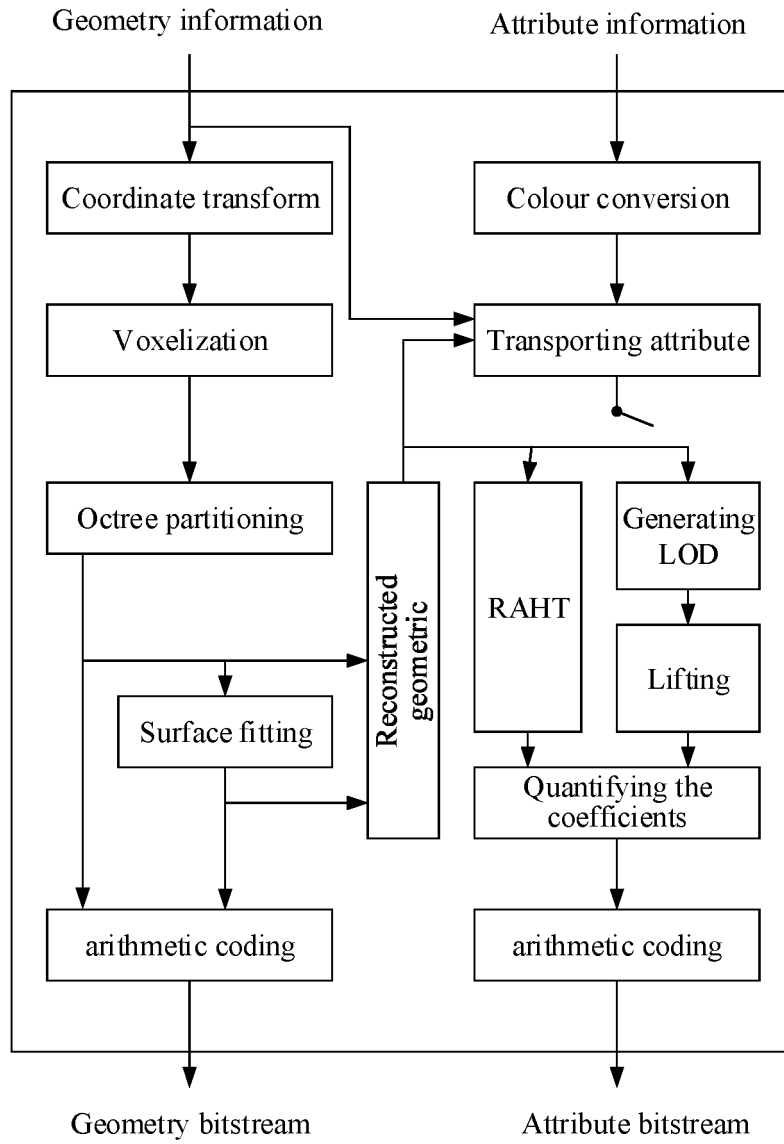 Geometry information
Attribute information
Coordinate transform
Colour conversion
Voxelization
Transporting attribute
Octree partitioning
Reconstructed
geometric
RAHT
Generating
LOD
Surface fitting
Lifting
Quantifying the
coefficients
arithmetic coding
arithmetic coding
Geometry bitstream
Attribute bitstream